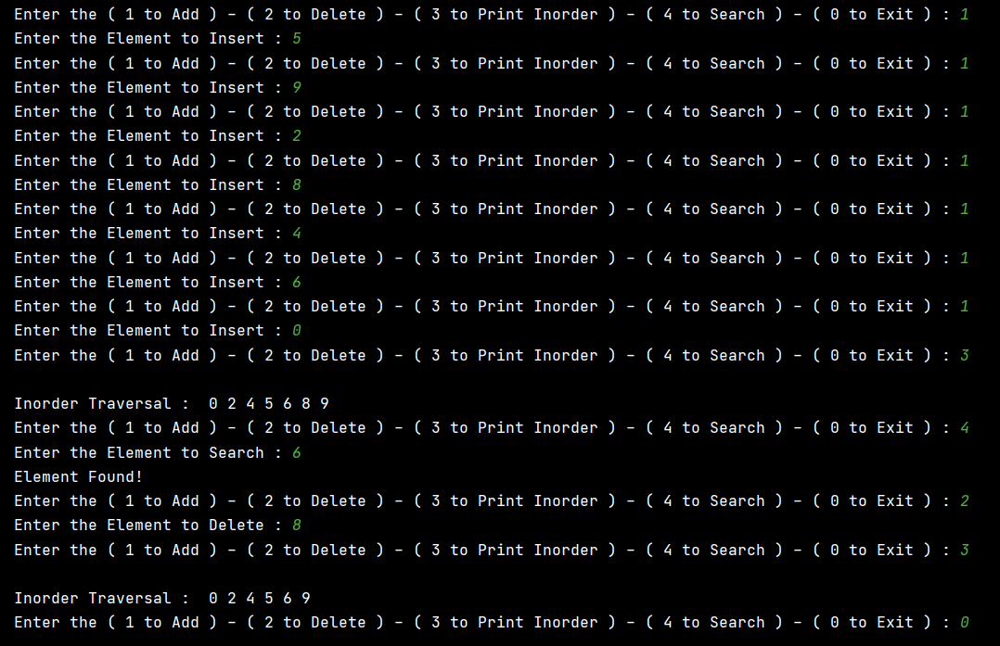 Enter the ( 1 to Add ) - ( 2 to Delete ) - ( 3 to Print Inorder ) - ( 4 to Search ) - ( 0 to Exit ) : 1
Enter the Element to Insert : 5
Enter the ( 1 to Add ) - ( 2 to Delete ) - ( 3 to Print Inorder ) - ( 4 to Search ) - ( 0 to Exit ) : 1
Enter the Element to Insert : 9
Enter the ( 1 to Add ) - ( 2 to Delete ) - ( 3 to Print Inorder ) - ( 4 to Search ) - ( 0 to Exit ) : 1
Enter the Element to Insert : 2
Enter the ( 1 to Add ) - ( 2 to Delete ) - ( 3 to Print Inorder ) - ( 4 to Search ) - ( 0 to Exit ) : 1
Enter the Element to Insert : 8
Enter the ( 1 to Add ) - ( 2 to Delete ) - ( 3 to Print Inorder ) - ( 4 to Search ) - ( 0 to Exit ) : 1
Enter the Element to Insert : 4
Enter the ( 1 to Add ) - ( 2 to Delete ) - ( 3 to Print Inorder ) - ( 4 to Search ) - ( 0 to Exit ) : 1
Enter the Element to Insert : 6
Enter the ( 1 to Add ) - ( 2 to Delete ) - ( 3 to Print Inorder ) - ( 4 to Search ) - ( 0 to Exit ) : 1
Enter the Element to Insert : 0
Enter the ( 1 to Add ) - ( 2 to Delete ) - ( 3 to Print Inorder ) - ( 4 to Search ) - ( 0 to Exit ) : 3
Inorder Traversal :  0 2 4 5 6 8 9
Enter the ( 1 to Add ) - ( 2 to Delete ) - ( 3 to Print Inorder ) - ( 4 to Search ) - ( 0 to Exit ) : 4
Enter the Element to Search : 6
Element Found!
Enter the ( 1 to Add ) - ( 2 to Delete ) - ( 3 to Print Inorder ) - ( 4 to Search ) - ( 0 to Exit ) : 2
Enter the Element to Delete : 8
Enter the ( 1 to Add ) - ( 2 to Delete ) - ( 3 to Print Inorder ) - ( 4 to Search ) - ( 0 to Exit ) : 3
Inorder Traversal :  0 2 4 5 6 9
Enter the ( 1 to Add ) - ( 2 to Delete ) - ( 3 to Print Inorder ) - ( 4 to Search ) - ( 0 to Exit ) : 0